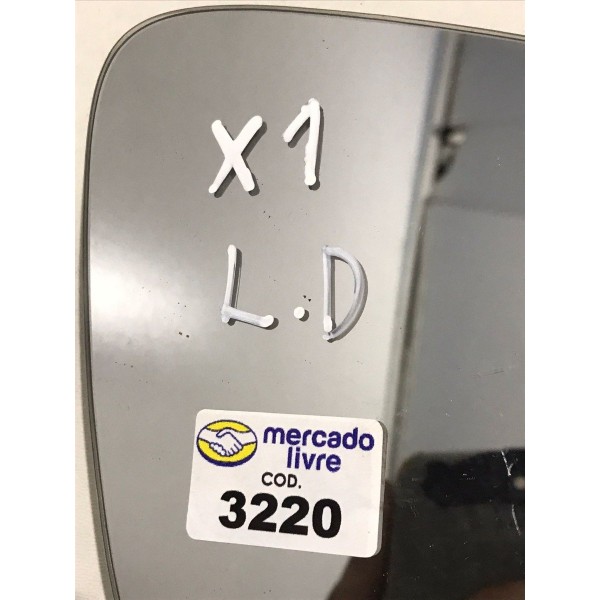 X1
L.D
mercado
livre
COD.
3220